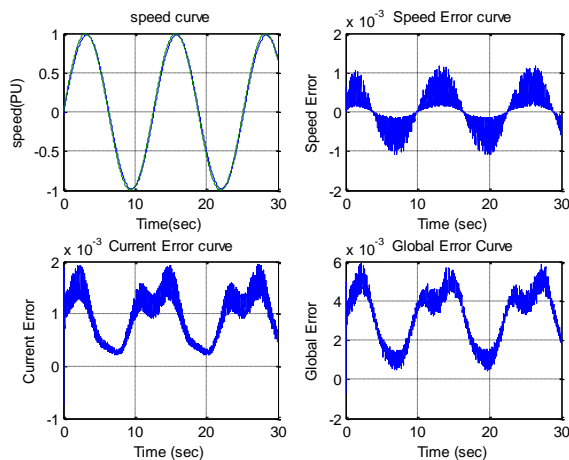 speed curve
speed(PU)
1
0.5
0
-0.5
-1
0 10 20 30
Time(sec)
x 10-3 Speed Error curve
Speed Error
2
1
0
-1
-2
0 10 20 30
Time (sec)
x 10-3 Current Error curve
Current Error
2
1
0
-1
0 10 20 30
Time (sec)
x 10-3 Global Error Curve
Global Error
6
4
2
0
-2
0 10 20 30
Time (sec)